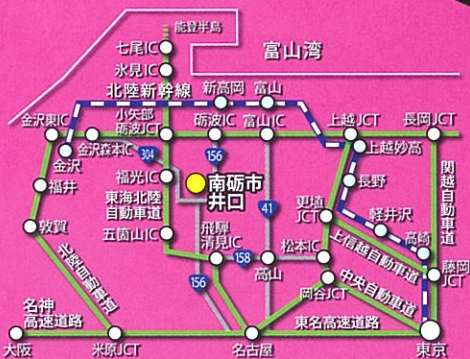 能登半島
七尾IC
氷見IC
富山湾
北陸新幹線
新高岡
富山
金沢東IC
小矢部
砺波JCT
砺波IC
富山IC
上越JCT
長岡JCT
金沢
金沢森本IC
304
156
上越妙高
福光IC
南砺市
井口
長野
福井
東海北陸
自動車道
41
更埴
JCT
軽井沢
関越自動車道
敦賀
五箇山IC
飛騨
清見IC
158
高山
松本IC
上信越自動車道
高崎
藤岡
JCT
北陸自動車道
156
岡谷JCT
中央自動車道
名神
高速道路
東名高速道路
大阪
米原JCT
名古屋
東京